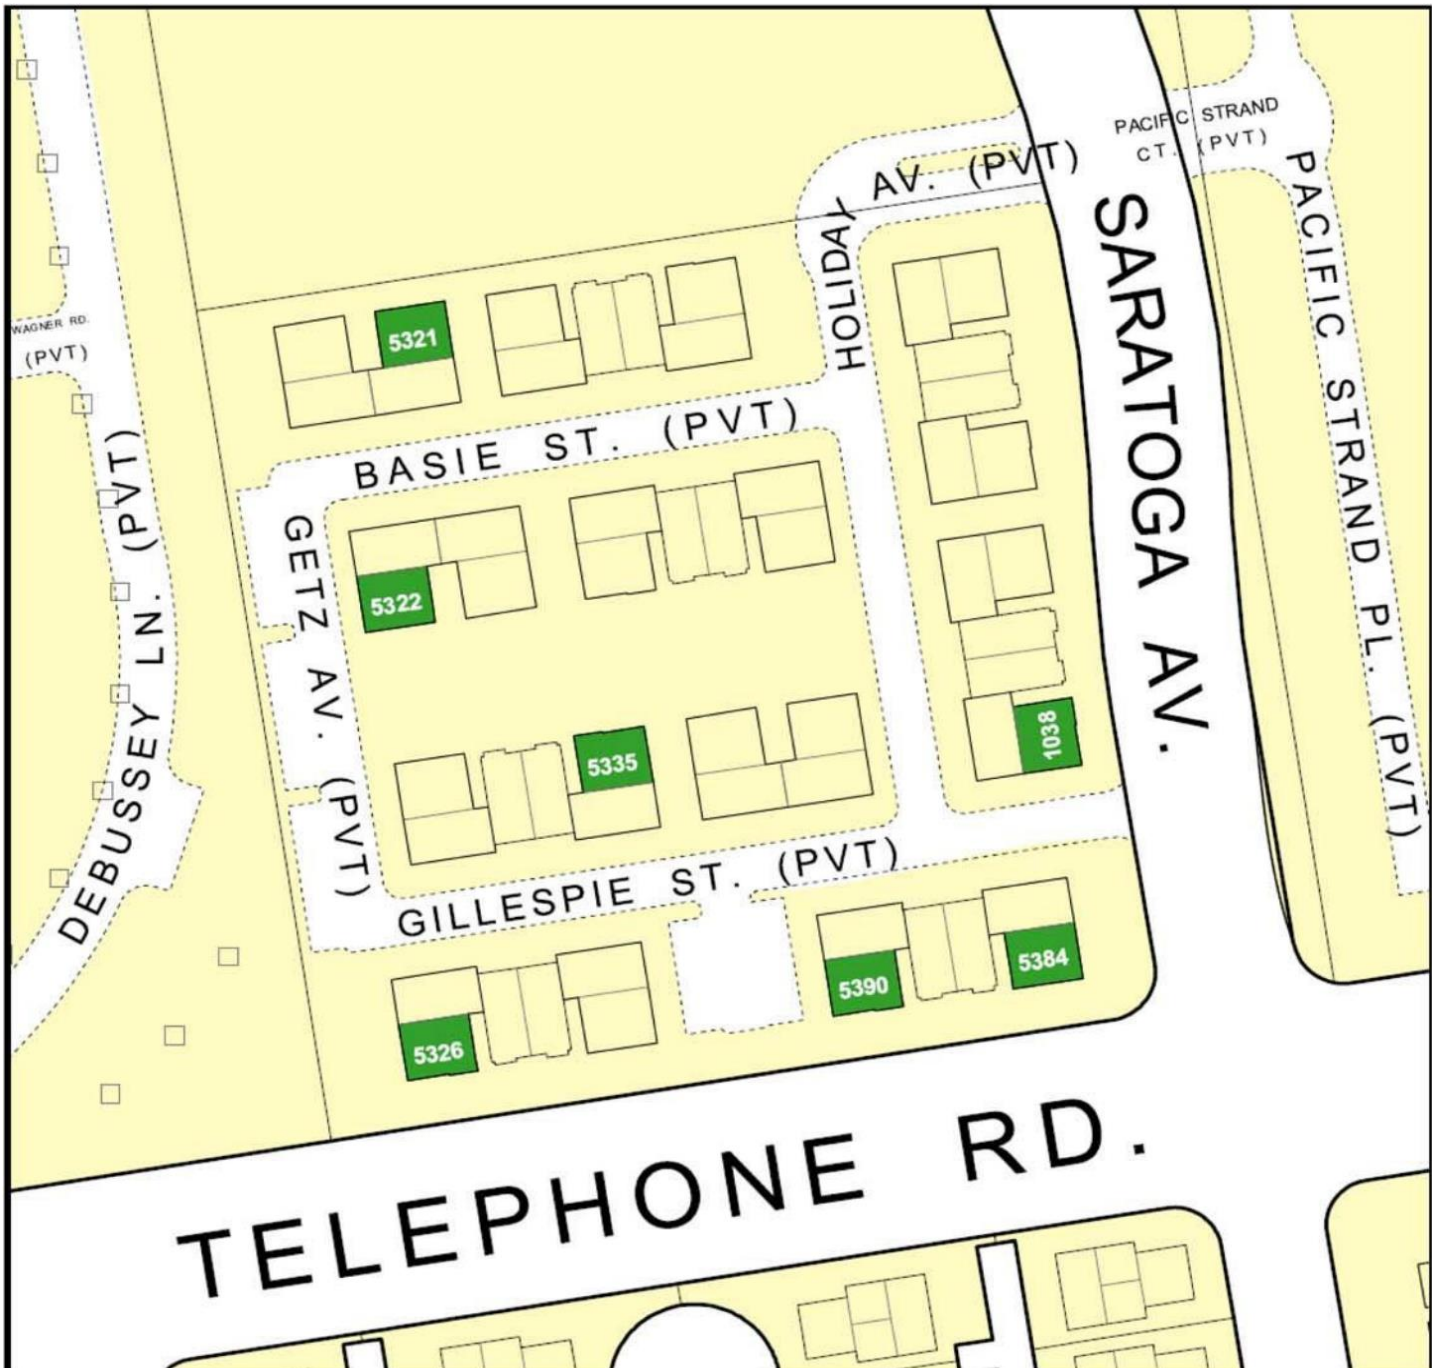 PACIFIC STRAND
CT. (PVT)
AV. (PVT)
HOLIDAY
SARATOGA AV.
PACIFIC STRAND PL. (PVT)
WAGNER RD.
(PVT)
5321
BASIE ST. (PVT)
GETZ AV. (PVT)
5322
DEBUSSEY LN. (PVT)
1038
5335
GILLESPIE ST. (PVT)
5390
5384
5326
TELEPHONE RD.